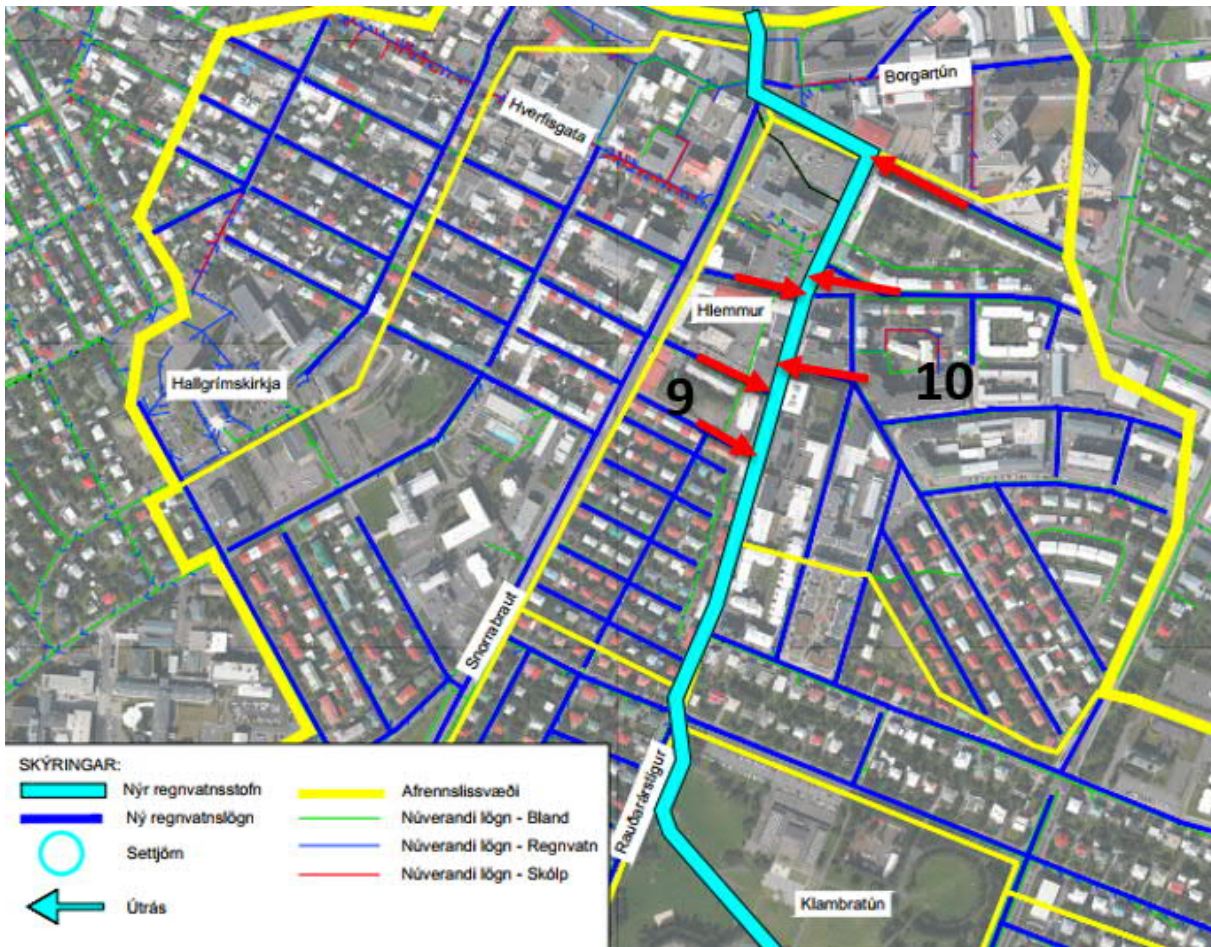 Borgartún
Hverfisgata
Hlemmur
Hallgrímskirkja
9
10
Snorrabraut
Rauðarárstígur
Klambratún
SKÝRINGAR:
Nýr regnvatnsstofn
Ný regnvatnslögn
Settjörn
Útrás
Afrennslissvæði
Núverandi lögn - Bland
Núverandi lögn - Regnvatn
Núverandi lögn - Skólp